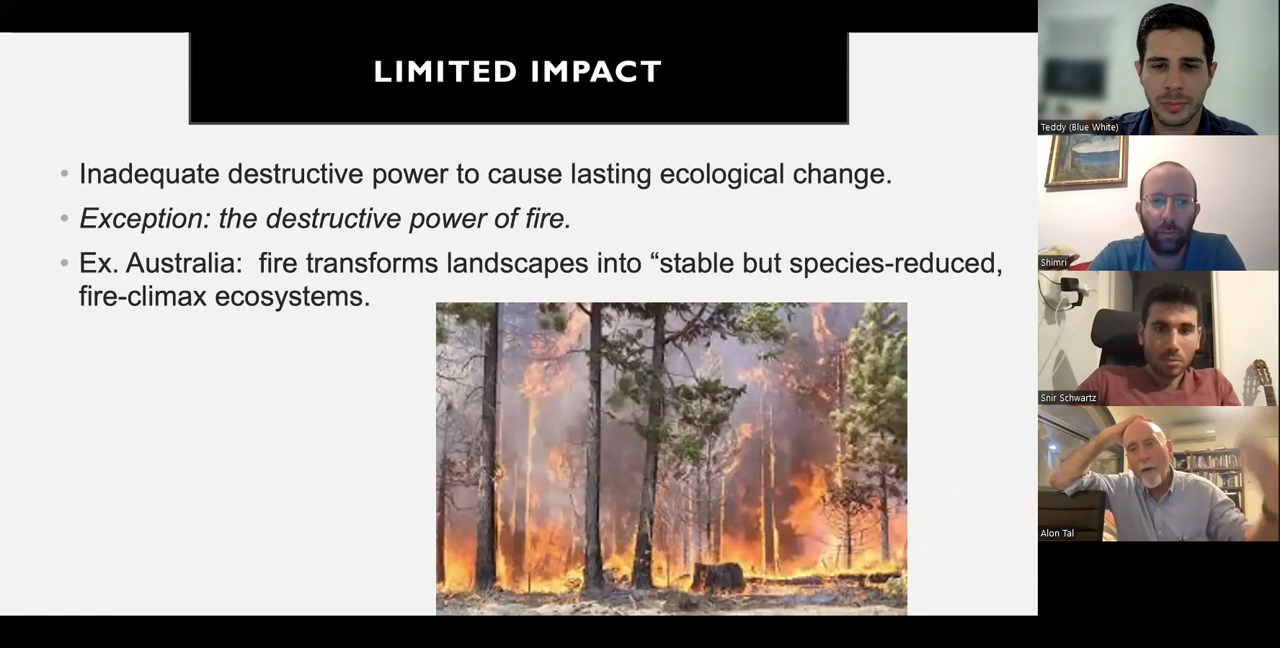 LIMITED IMPACT
Inadequate destructive power to cause lasting ecological change.
Exception: the destructive power of fire.
Ex. Australia:  fire transforms landscapes into “stable but species-reduced,
fire-climax ecosystems.
Teddy (Blue White)
Shimri
Snir Schwartz
Alon Tal